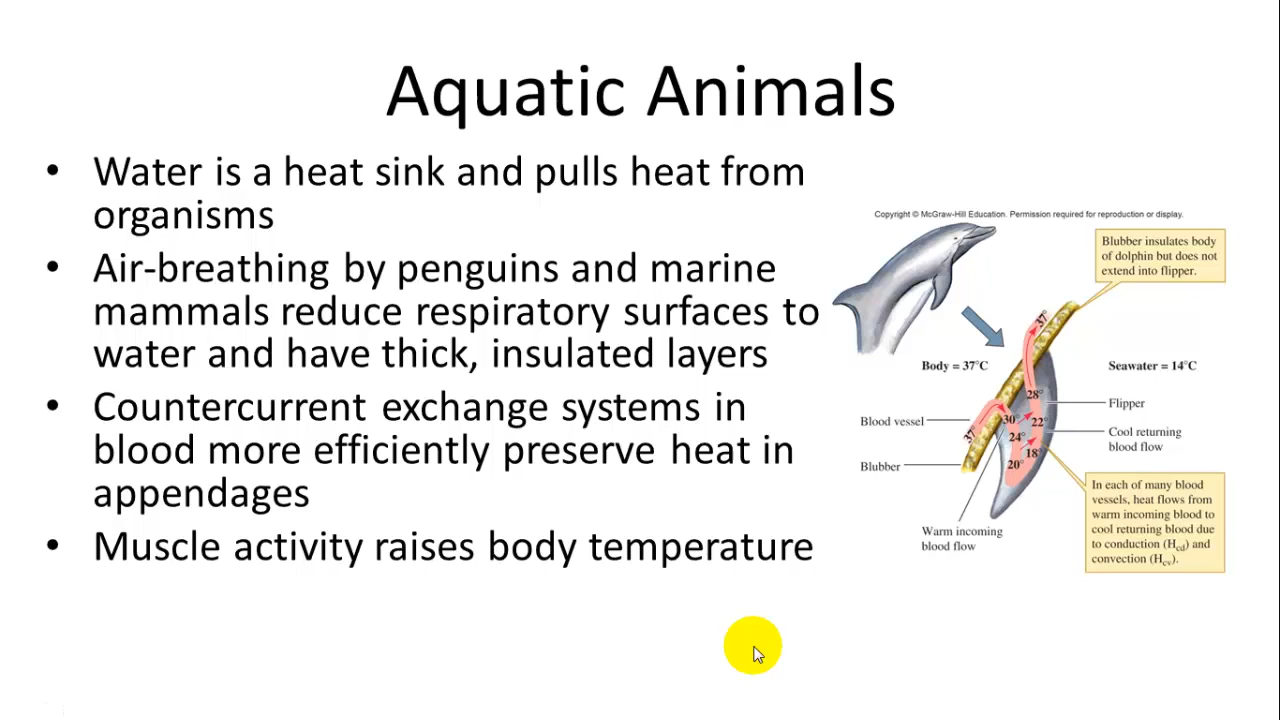 Aquatic Animals
• Water is a heat sink and pulls heat from
organisms
• Air-breathing by penguins and marine
mammals reduce respiratory surfaces to
water and have thick, insulated layers
• Countercurrent exchange systems in
blood more efficiently preserve heat in
appendages
• Muscle activity raises body temperature
Copyright © McGraw-Hill Education. Permission required for reproduction or display.
Blubber insulates body
of dolphin but does not
extend into flipper.
37°
Body = 37°C
Seawater = 14°C
28°
Flipper
Blood vessel
30°
22°
37°
24°
Cool returning
blood flow
18°
Blubber
20°
In each of many blood
vessels, heat flows from
warm incoming blood to
cool returning blood due
to conduction (Hcd) and
convection (Hcv).
Warm incoming
blood flow